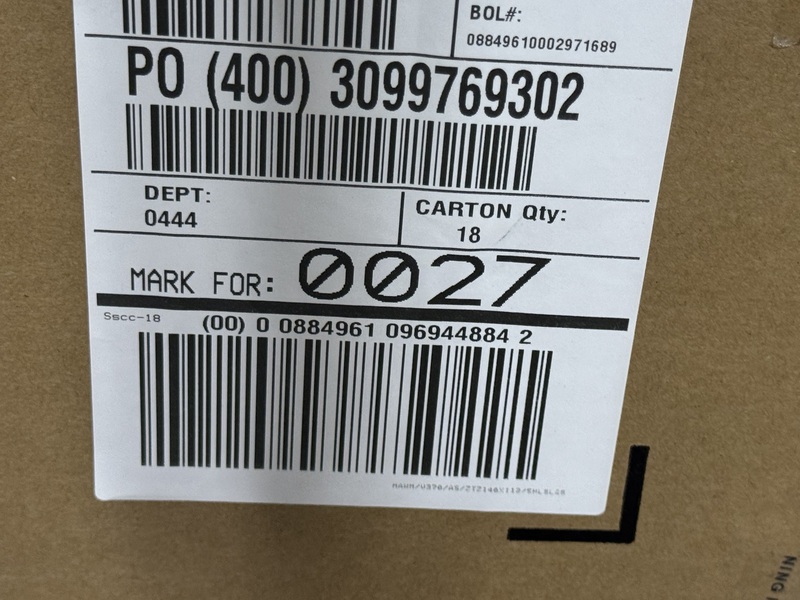 BOL#:
08849610002971689
PO (400) 3099769302
DEPT:
0444
CARTON Qty:
18
MARK FOR: 0027
Sscc-18
(00) 0 0884961 096944884 2
NING